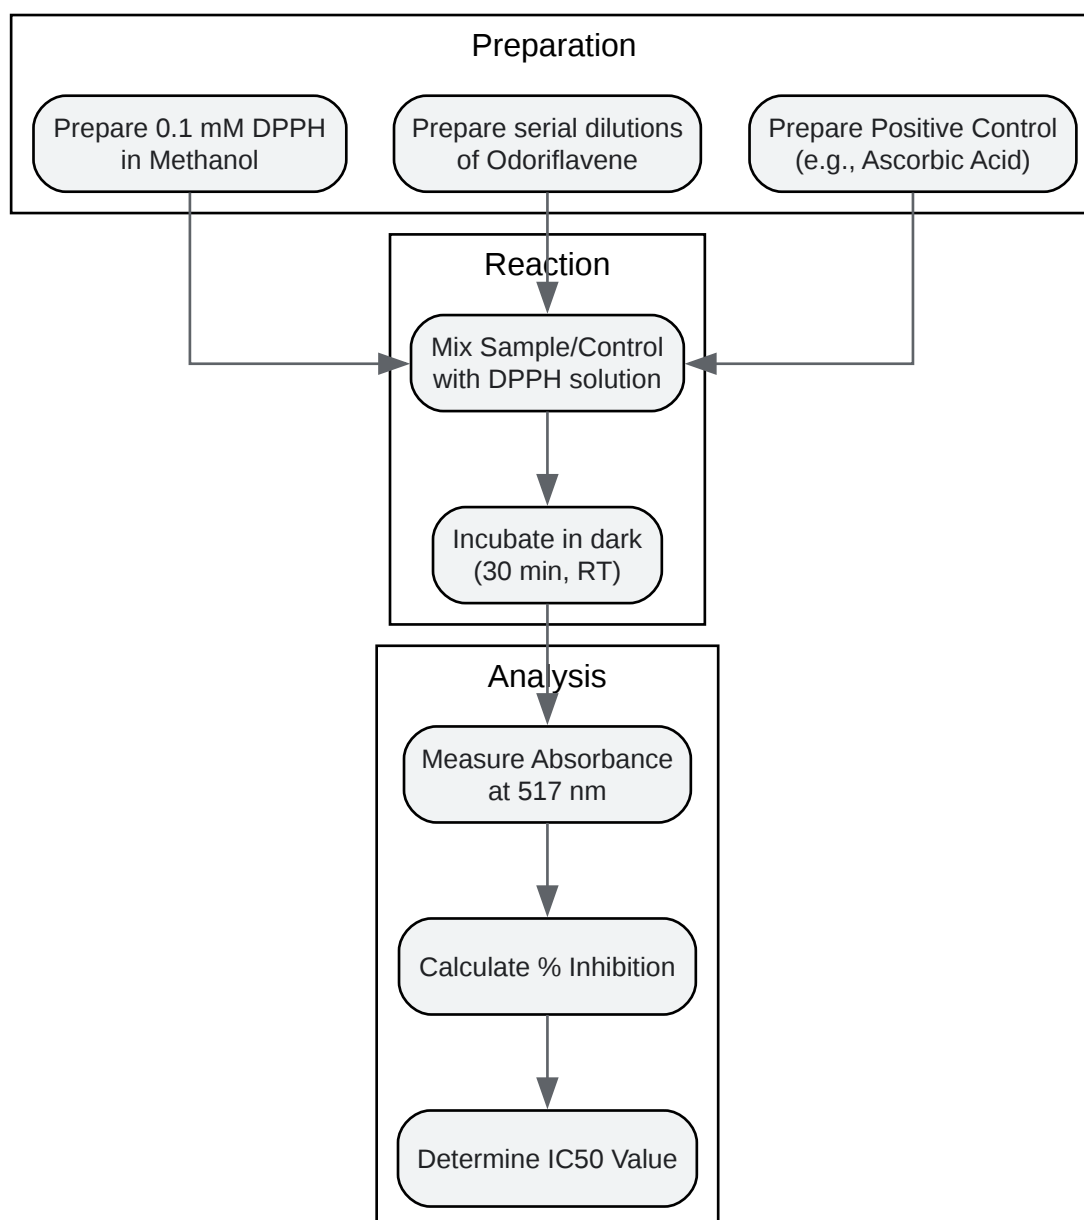 Preparation
Prepare 0.1 mM DPPH
in Methanol
Prepare serial dilutions
of Odoriflavene
Prepare Positive Control
(e.g., Ascorbic Acid)
Reaction
Mix Sample/Control
with DPPH solution
Incubate in dark
(30 min, RT)
Analysis
Measure Absorbance
at 517 nm
Calculate % Inhibition
Determine IC50 Value